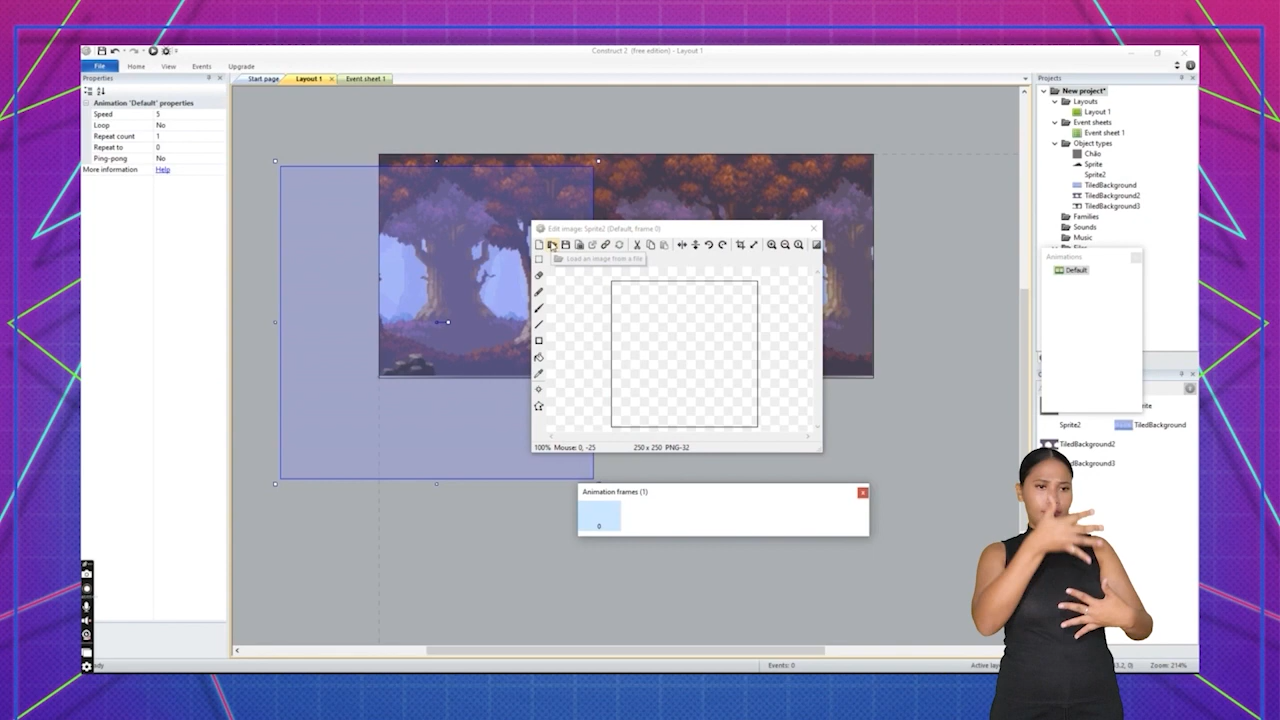 Construct 2 (free edition) - Layout 1
File Home View Events Upgrade
Properties
Start page Layout 1 Event sheet 1
Projects
Animation 'Default' properties
Speed 5
Loop No
Repeat count 1
Repeat to 0
Ping-pong No
More information Help
New project*
Layouts
Layout 1
Event sheets
Event sheet 1
Object types
Chão
Sprite
Sprite2
TiledBackground
TiledBackground2
TiledBackground3
Families
Sounds
Music
Edit image: Sprite2 (Default, frame 0)
Load an image from a file
100% Mouse: 0, -25 250 x 250 PNG-32
Animations
Default
Animation frames (1)
0
Sprite2 TiledBackground
TiledBackground2
Events: 0
Zoom: 214%